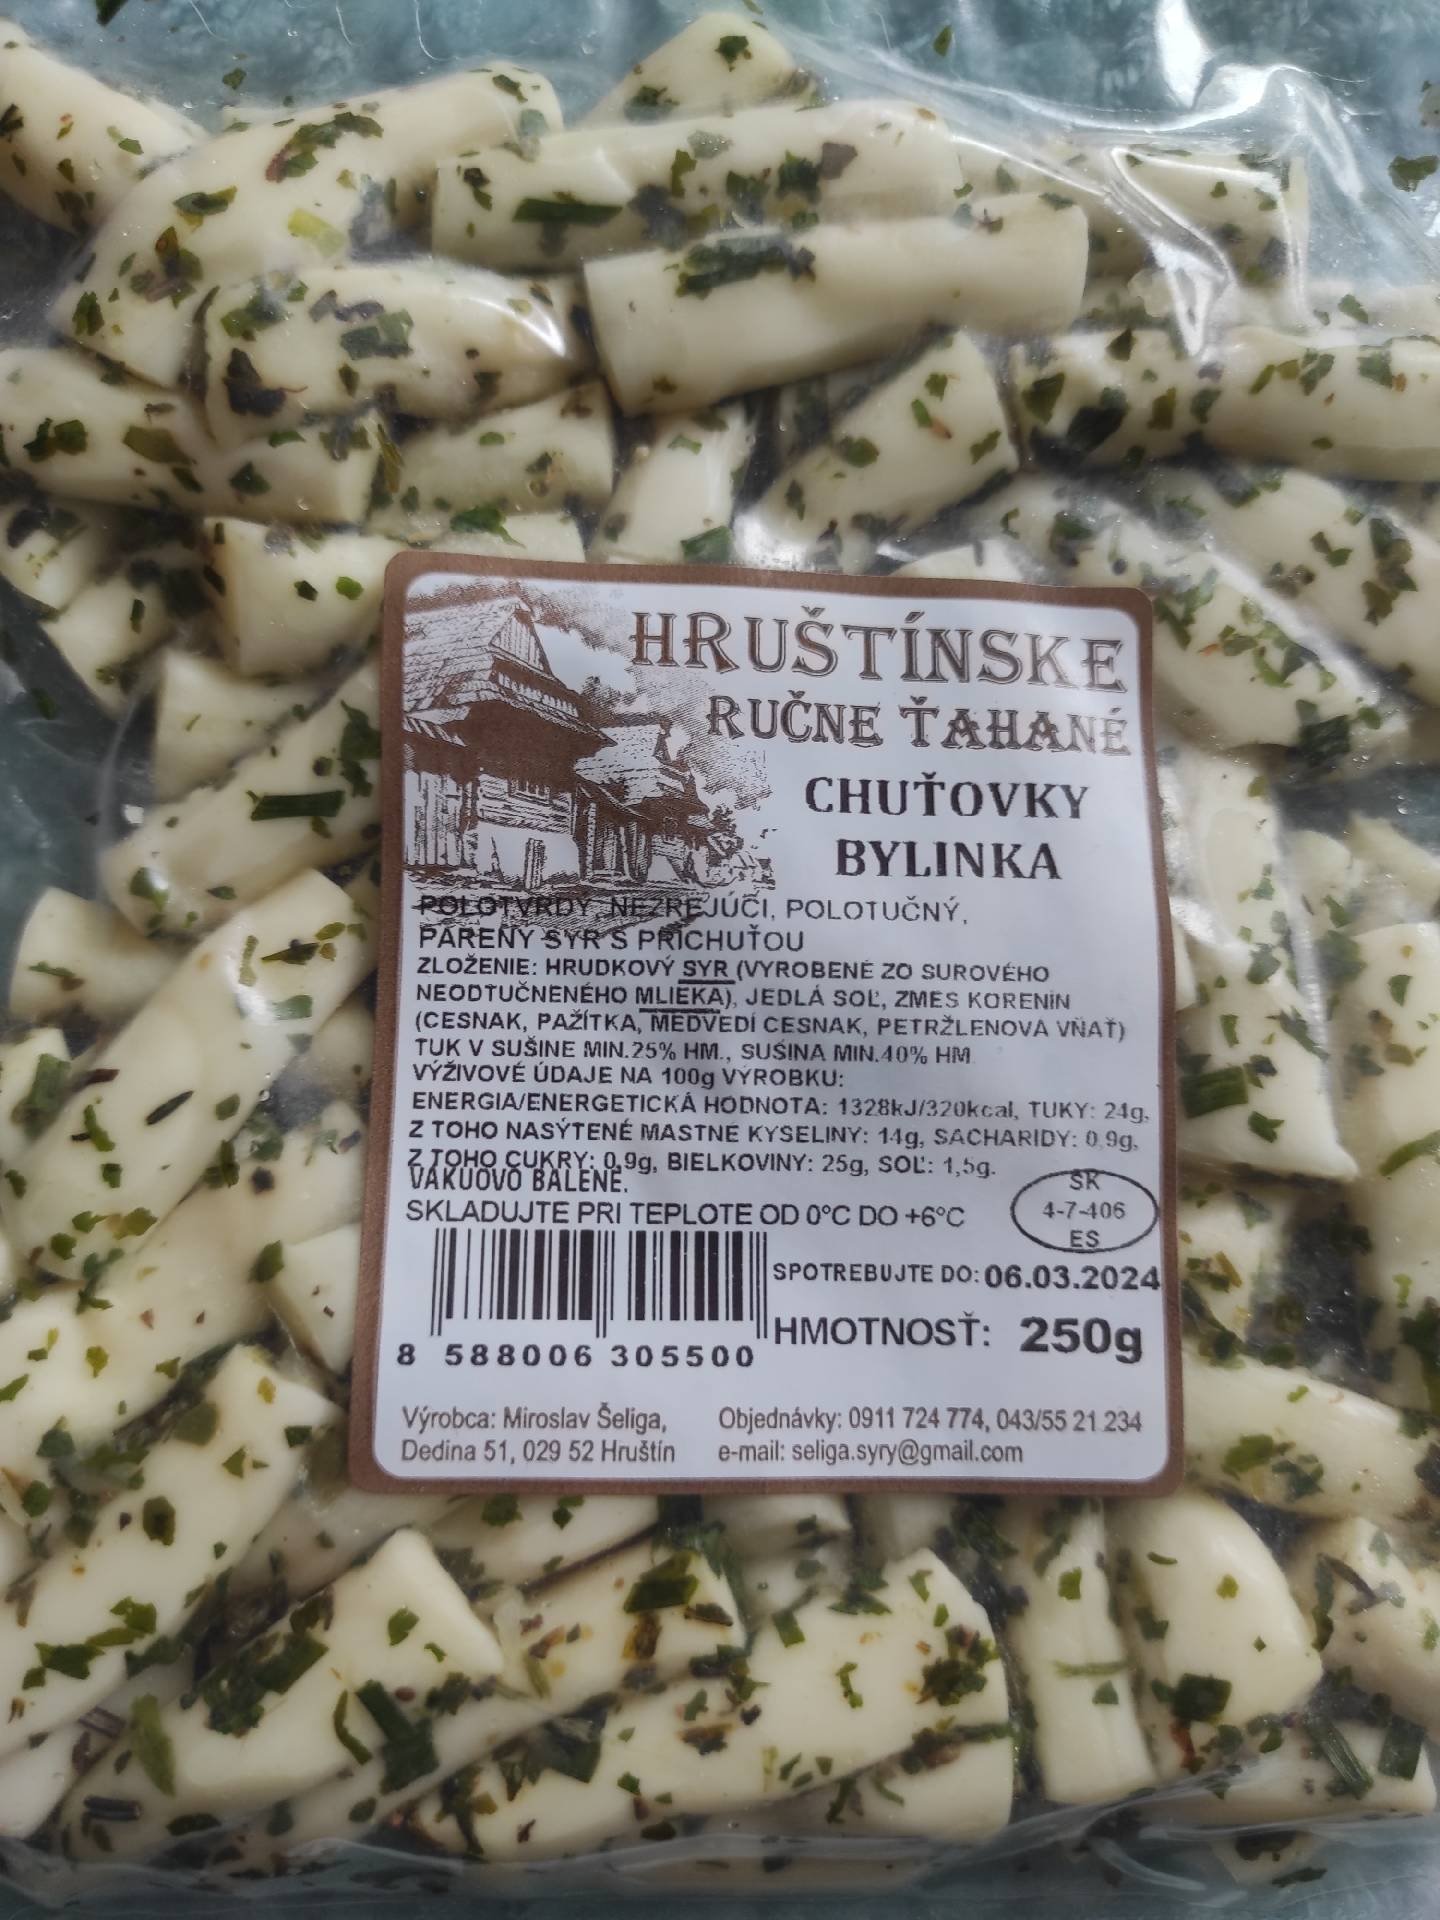 HRUŠTÍNSKE
RUČNE ŤAHANÉ
CHUŤOVKY
BYLINKA
POLOTVRDÝ, NEZREJÚCI, POLOTUČNÝ,
PARENÝ SYR S PRÍCHUŤOU
ZLOŽENIE: HRUDKOVÝ SYR (VYROBENÉ ZO SUROVÉHO
NEODTUČNENÉHO MLIEKA), JEDLÁ SOĽ, ZMES KORENÍN
(CESNAK, PAŽÍTKA, MEDVEDÍ CESNAK, PETRŽLENOVÁ VŇAŤ)
TUK V SUŠINE MIN.25% HM., SUŠINA MIN.40% HM.
VÝŽIVOVÉ ÚDAJE NA 100g VÝROBKU:
ENERGIA/ENERGETICKÁ HODNOTA: 1328kJ/320kcal, TUKY: 24g,
Z TOHO NASÝTENÉ MASTNÉ KYSELINY: 14g, SACHARIDY: 0,9g,
Z TOHO CUKRY: 0,9g, BIELKOVINY: 25g, SOĽ: 1,5g.
VÁKUOVO BALENÉ.
SKLADUJTE PRI TEPLOTE OD 0°C DO +6°C
SK
4-7-406
ES
SPOTREBUJTE DO: 06.03.2024
HMOTNOSŤ: 250g
8 588006 305500
Výrobca: Miroslav Šeliga, Objednávky: 0911 724 774, 043/55 21 234
Dedina 51, 029 52 Hruštín e-mail: seliga.syry@gmail.com